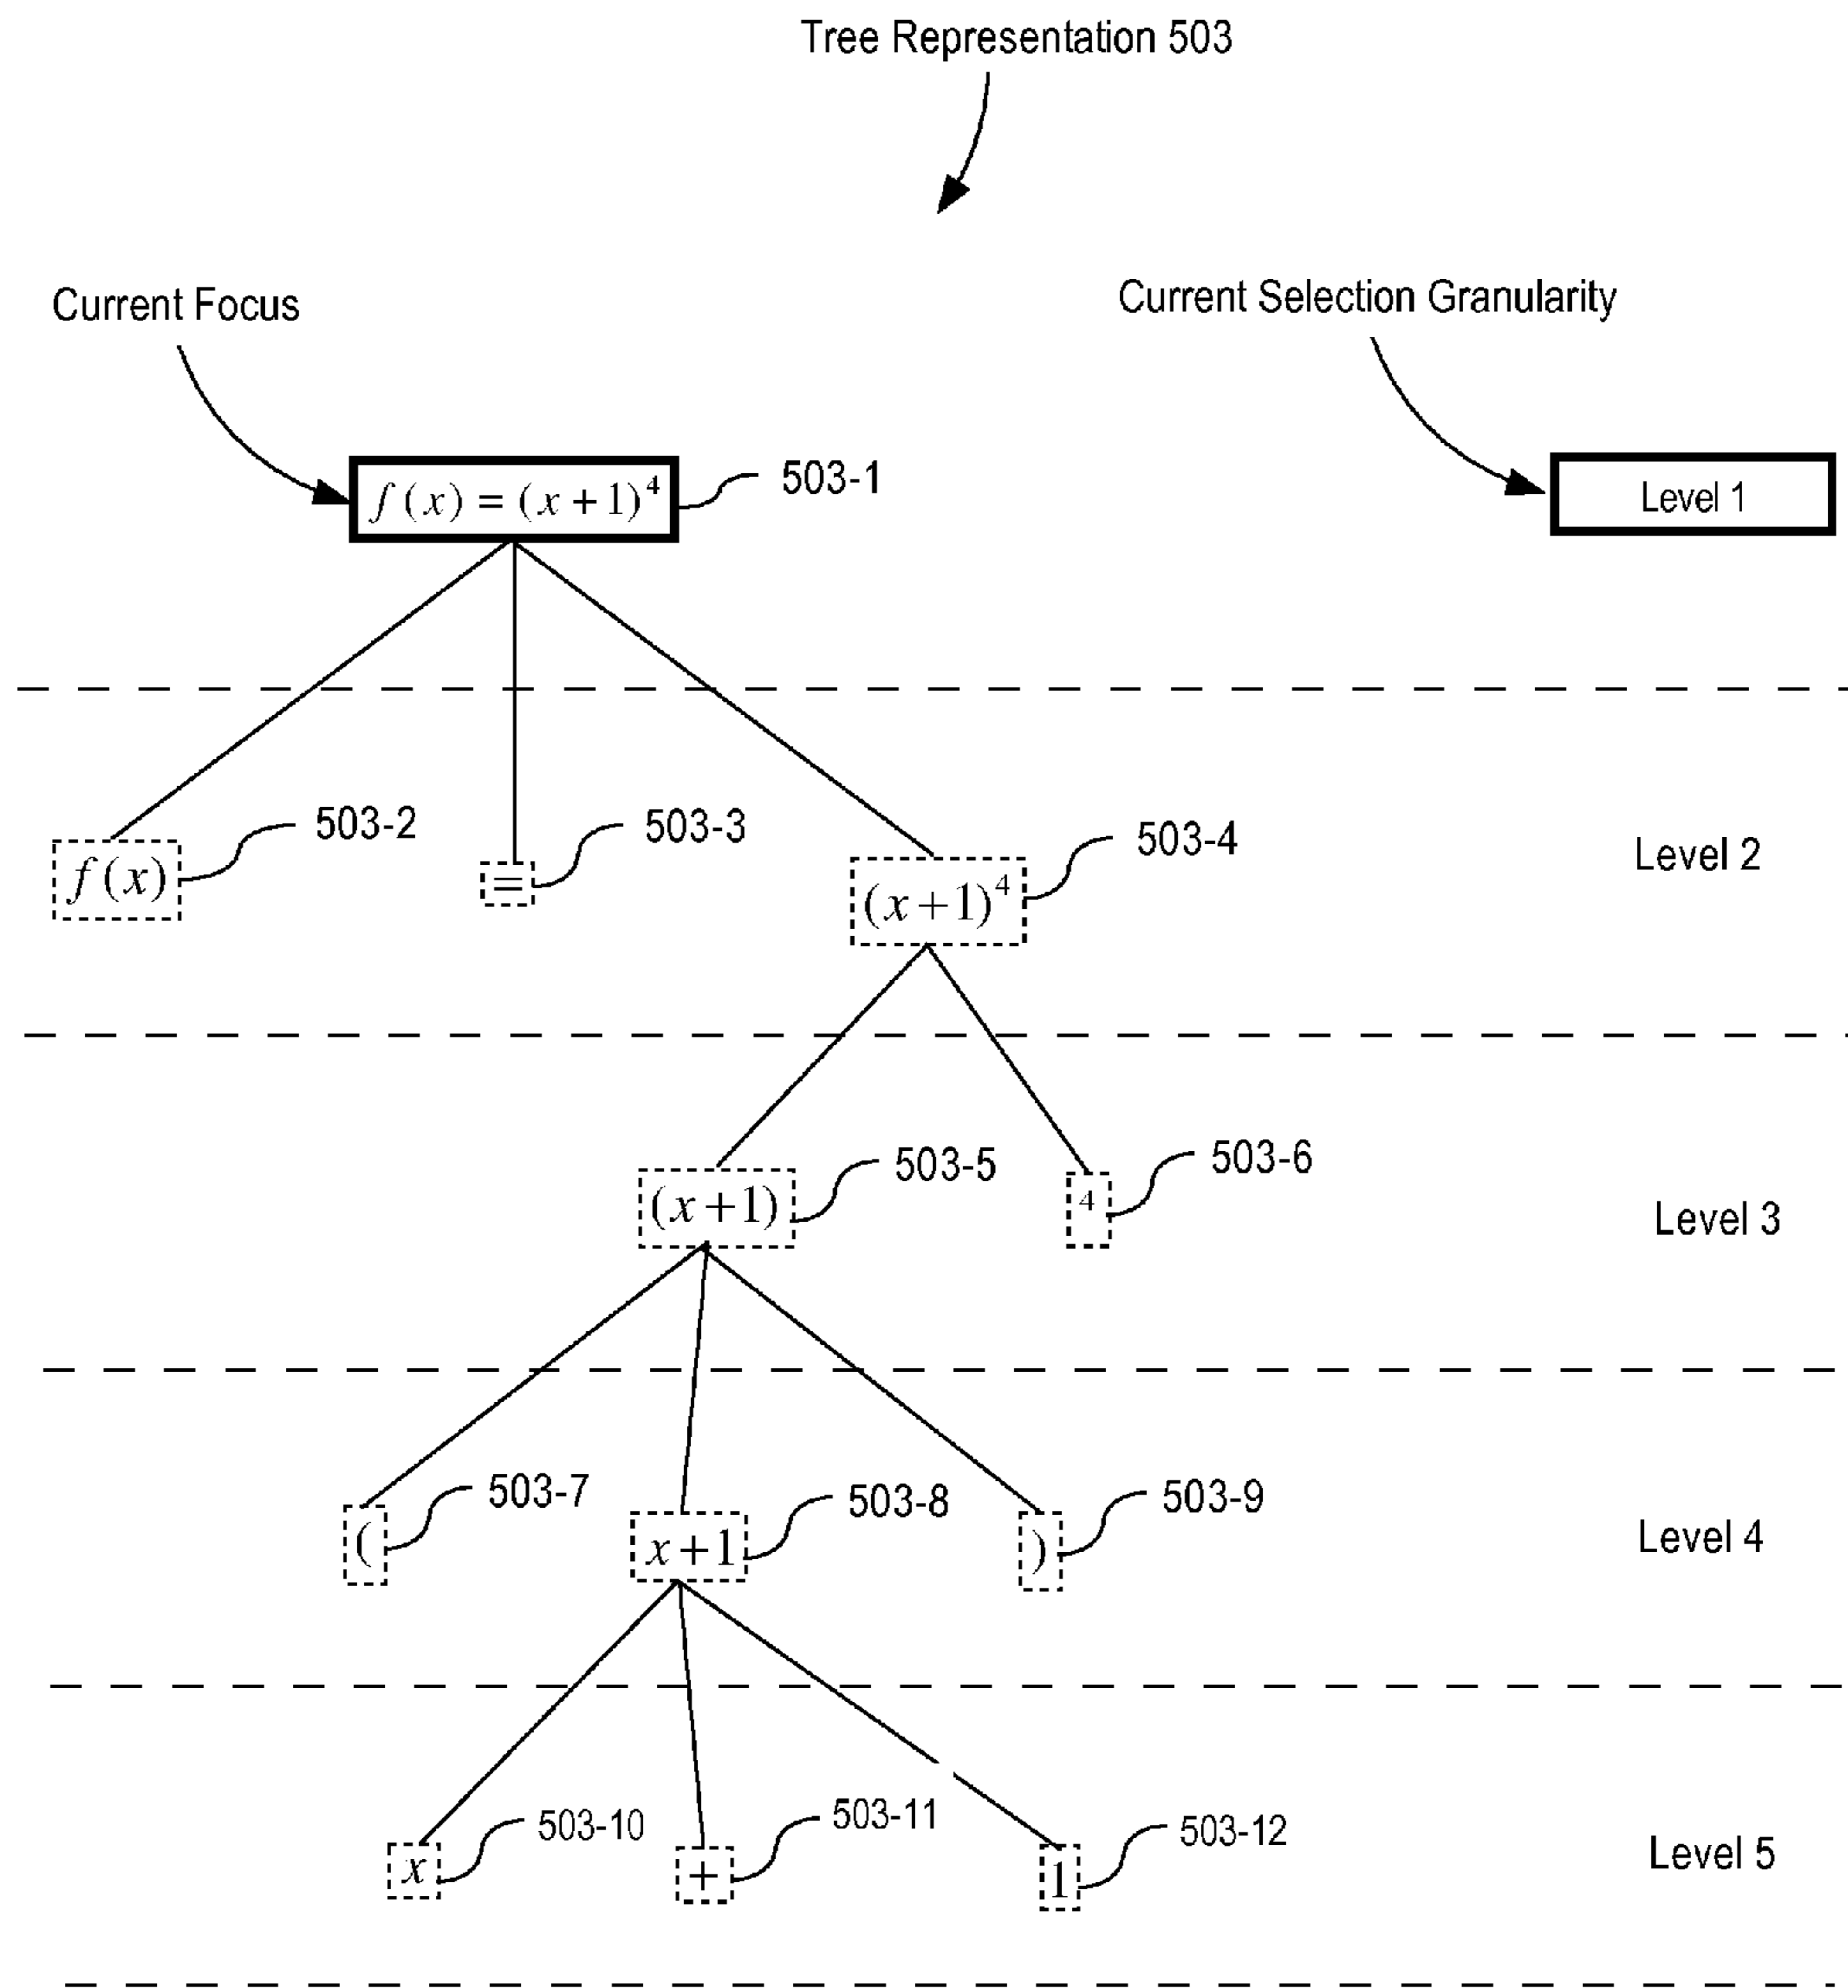 Tree Representation 503
Current Focus
Current Selection Granularity
f(x) = (x+1)⁴
503-1
Level 1
f(x)
503-2
=
503-3
(x+1)⁴
503-4
Level 2
(x+1)
503-5
4
503-6
Level 3
(
503-7
x+1
503-8
)
503-9
Level 4
x
503-10
+
503-11
1
503-12
Level 5